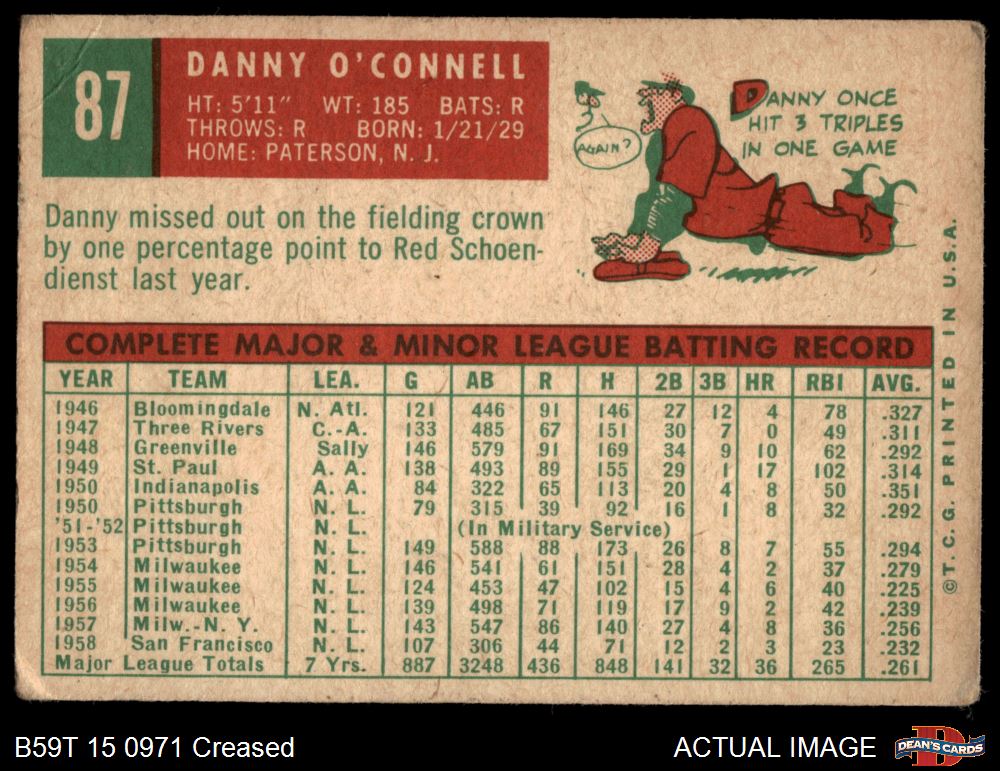 87
DANNY O'CONNELL
HT: 5'11" WT: 185 BATS: R
THROWS: R BORN: 1/21/29
HOME: PATERSON, N. J.
AGAIN?
DANNY ONCE
HIT 3 TRIPLES
IN ONE GAME
Danny missed out on the fielding crown
by one percentage point to Red Schoen-
dienst last year.
COMPLETE MAJOR & MINOR LEAGUE BATTING RECORD
YEAR TEAM LEA. G AB R H 2B 3B HR RBI AVG.
1946 Bloomingdale N. Atl. 121 446 91 146 27 12 4 78 .327
1947 Three Rivers C.-A. 133 485 67 151 30 7 0 49 .311
1948 Greenville Sally 146 579 91 169 34 9 10 62 .292
1949 St. Paul A. A. 138 493 89 155 29 1 17 102 .314
1950 Indianapolis A. A. 84 322 65 113 20 4 8 50 .351
1950 Pittsburgh N. L. 79 315 39 92 16 1 8 32 .292
'51-'52 Pittsburgh N. L. (In Military Service)
1953 Pittsburgh N. L. 149 588 88 173 26 8 7 55 .294
1954 Milwaukee N. L. 146 541 61 151 28 4 2 37 .279
1955 Milwaukee N. L. 124 453 47 102 15 4 6 40 .225
1956 Milwaukee N. L. 139 498 71 119 17 9 2 42 .239
1957 Milw.-N. Y. N. L. 143 547 86 140 27 4 8 36 .256
1958 San Francisco N. L. 107 306 44 71 12 2 3 23 .232
Major League Totals 7 Yrs. 887 3248 436 848 141 32 36 265 .261
©T. C. G. PRINTED IN U.S.A.
B59T 15 0971 Creased
ACTUAL IMAGE
DEAN'S CARDS